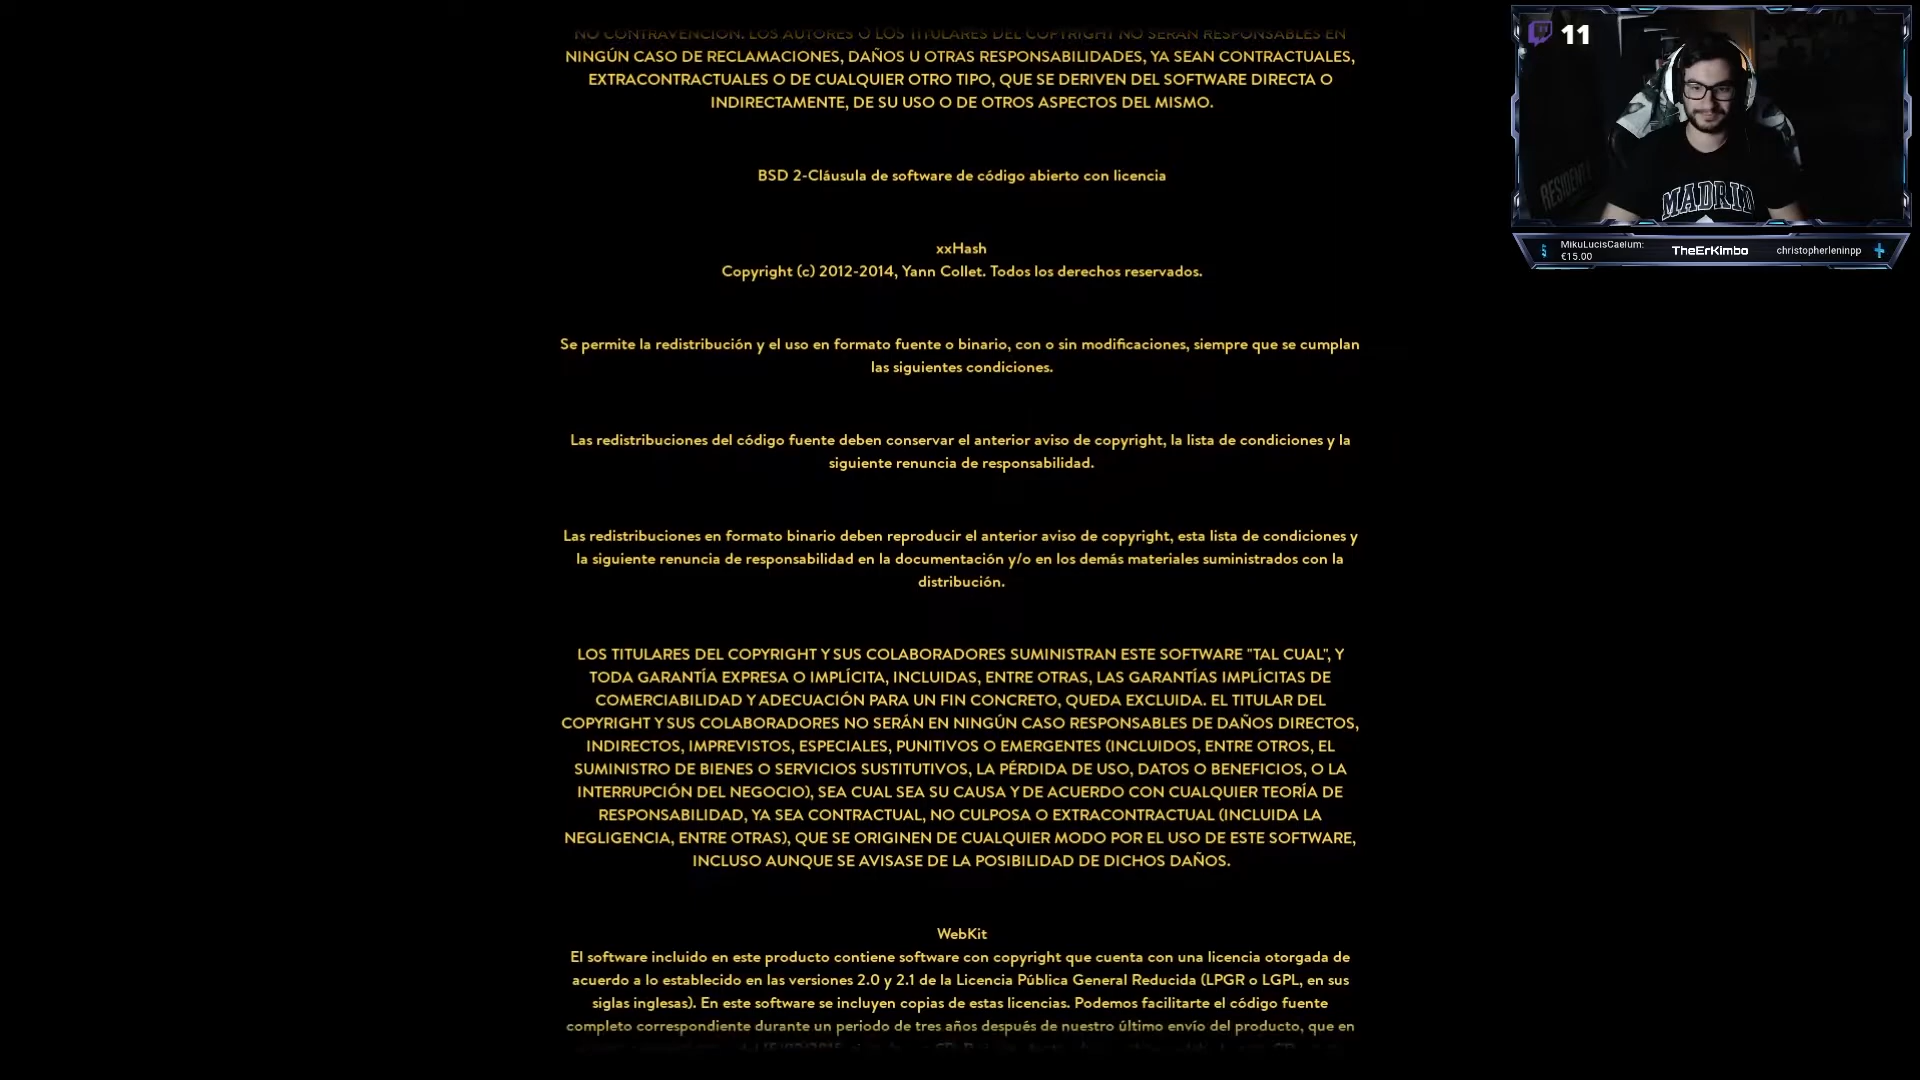 NO CONTRAVENCIÓN. LOS AUTORES O LOS TITULARES DEL COPYRIGHT NO SERÁN RESPONSABLES EN
NINGÚN CASO DE RECLAMACIONES, DAÑOS U OTRAS RESPONSABILIDADES, YA SEAN CONTRACTUALES,
EXTRACONTRACTUALES O DE CUALQUIER OTRO TIPO, QUE SE DERIVEN DEL SOFTWARE DIRECTA O
INDIRECTAMENTE, DE SU USO O DE OTROS ASPECTOS DEL MISMO.
BSD 2-Cláusula de software de código abierto con licencia
xxHash
Copyright (c) 2012-2014, Yann Collet. Todos los derechos reservados.
Se permite la redistribución y el uso en formato fuente o binario, con o sin modificaciones, siempre que se cumplan
las siguientes condiciones.
Las redistribuciones del código fuente deben conservar el anterior aviso de copyright, la lista de condiciones y la
siguiente renuncia de responsabilidad.
Las redistribuciones en formato binario deben reproducir el anterior aviso de copyright, esta lista de condiciones y
la siguiente renuncia de responsabilidad en la documentación y/o en los demás materiales suministrados con la
distribución.
LOS TITULARES DEL COPYRIGHT Y SUS COLABORADORES SUMINISTRAN ESTE SOFTWARE "TAL CUAL", Y
TODA GARANTÍA EXPRESA O IMPLÍCITA, INCLUIDAS, ENTRE OTRAS, LAS GARANTÍAS IMPLÍCITAS DE
COMERCIABILIDAD Y ADECUACIÓN PARA UN FIN CONCRETO, QUEDA EXCLUIDA. EL TITULAR DEL
COPYRIGHT Y SUS COLABORADORES NO SERÁN EN NINGÚN CASO RESPONSABLES DE DAÑOS DIRECTOS,
INDIRECTOS, IMPREVISTOS, ESPECIALES, PUNITIVOS O EMERGENTES (INCLUIDOS, ENTRE OTROS, EL
SUMINISTRO DE BIENES O SERVICIOS SUSTITUTIVOS, LA PÉRDIDA DE USO, DATOS O BENEFICIOS, O LA
INTERRUPCIÓN DEL NEGOCIO), SEA CUAL SEA SU CAUSA Y DE ACUERDO CON CUALQUIER TEORÍA DE
RESPONSABILIDAD, YA SEA CONTRACTUAL, NO CULPOSA O EXTRACONTRACTUAL (INCLUIDA LA
NEGLIGENCIA, ENTRE OTRAS), QUE SE ORIGINEN DE CUALQUIER MODO POR EL USO DE ESTE SOFTWARE,
INCLUSO AUNQUE SE AVISASE DE LA POSIBILIDAD DE DICHOS DAÑOS.
WebKit
El software incluido en este producto contiene software con copyright que cuenta con una licencia otorgada de
acuerdo a lo establecido en las versiones 2.0 y 2.1 de la Licencia Pública General Reducida (LPGR o LGPL, en sus
siglas inglesas). En este software se incluyen copias de estas licencias. Podemos facilitarte el código fuente
completo correspondiente durante un periodo de tres años después de nuestro último envío del producto, que en
11
RESIDENT
MADRID
MikuLucisCaelum:
€15.00
TheErKimbo
christopherleninpp